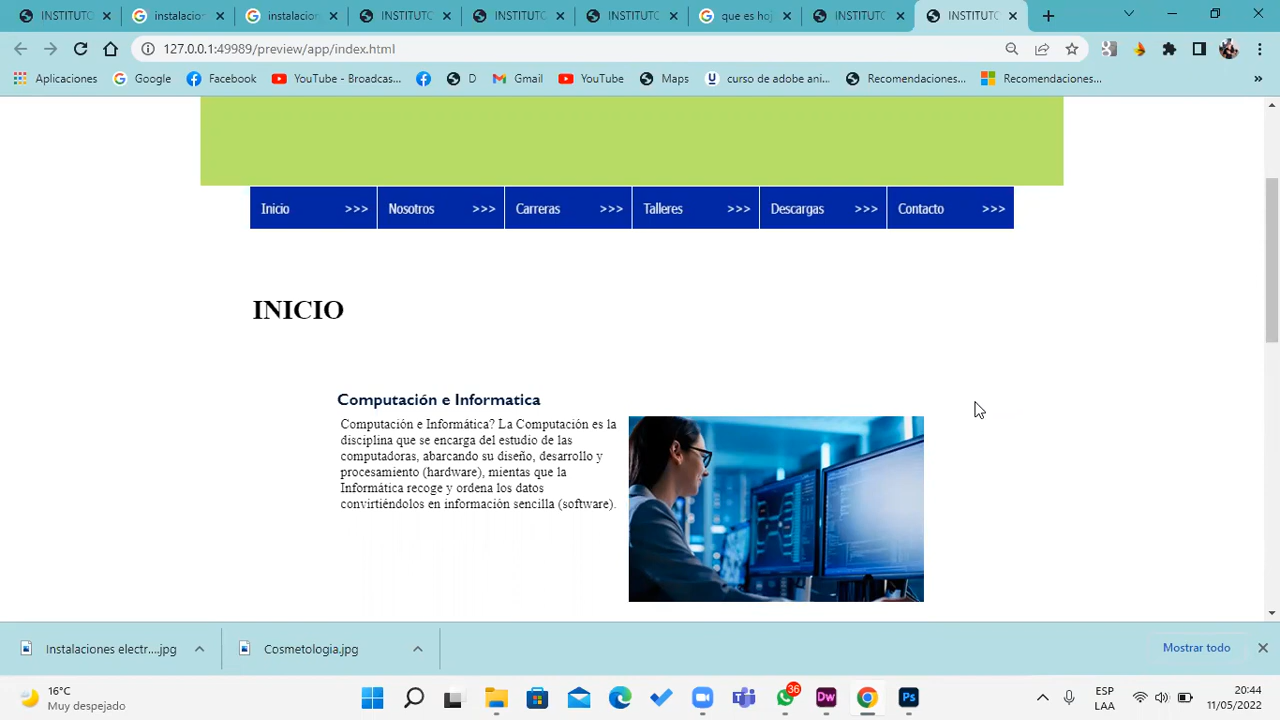 INSTITUTO
instalacio
instalacion
INSTITUTO
INSTITUTO
INSTITUTO
que es hoj
INSTITUTO
INSTITUTO
127.0.0.1:49989/preview/app/index.html
Aplicaciones
Google
Facebook
YouTube - Broadcas...
D
Gmail
YouTube
Maps
curso de adobe ani...
Recomendaciones...
Recomendaciones...
»
Inicio >>>
Nosotros >>>
Carreras >>>
Talleres >>>
Descargas >>>
Contacto >>>
INICIO
Computación e Informatica
Computación e Informática? La Computación es la
disciplina que se encarga del estudio de las
computadoras, abarcando su diseño, desarrollo y
procesamiento (hardware), mientas que la
Informática recoge y ordena los datos
convirtiéndolos en información sencilla (software).
Instalaciones electr....jpg
Cosmetologia.jpg
Mostrar todo
16°C
Muy despejado
36
Dw
Ps
ESP
LAA
20:44
11/05/2022